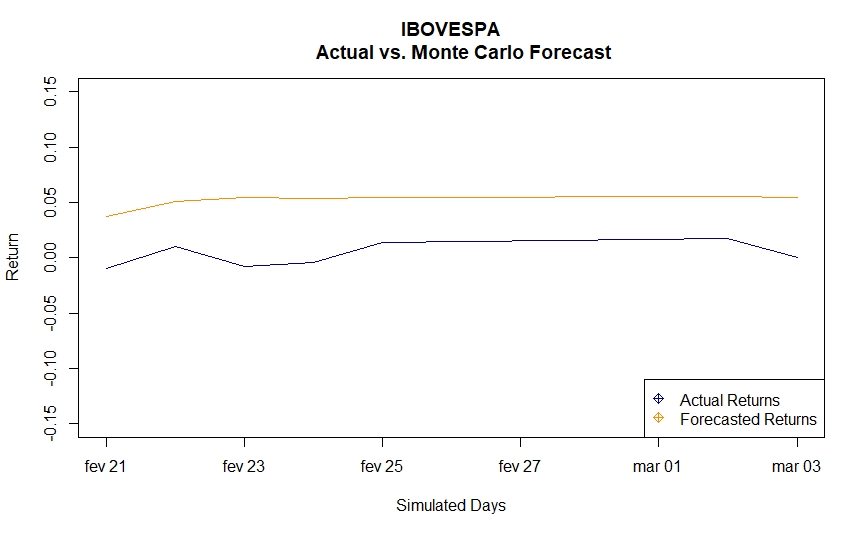 IBOVESPA
Actual vs. Monte Carlo Forecast
Return
0.15
0.10
0.05
0.00
-0.05
-0.10
-0.15
Actual Returns
Forecasted Returns
fev 21 fev 23 fev 25 fev 27 mar 01 mar 03
Simulated Days